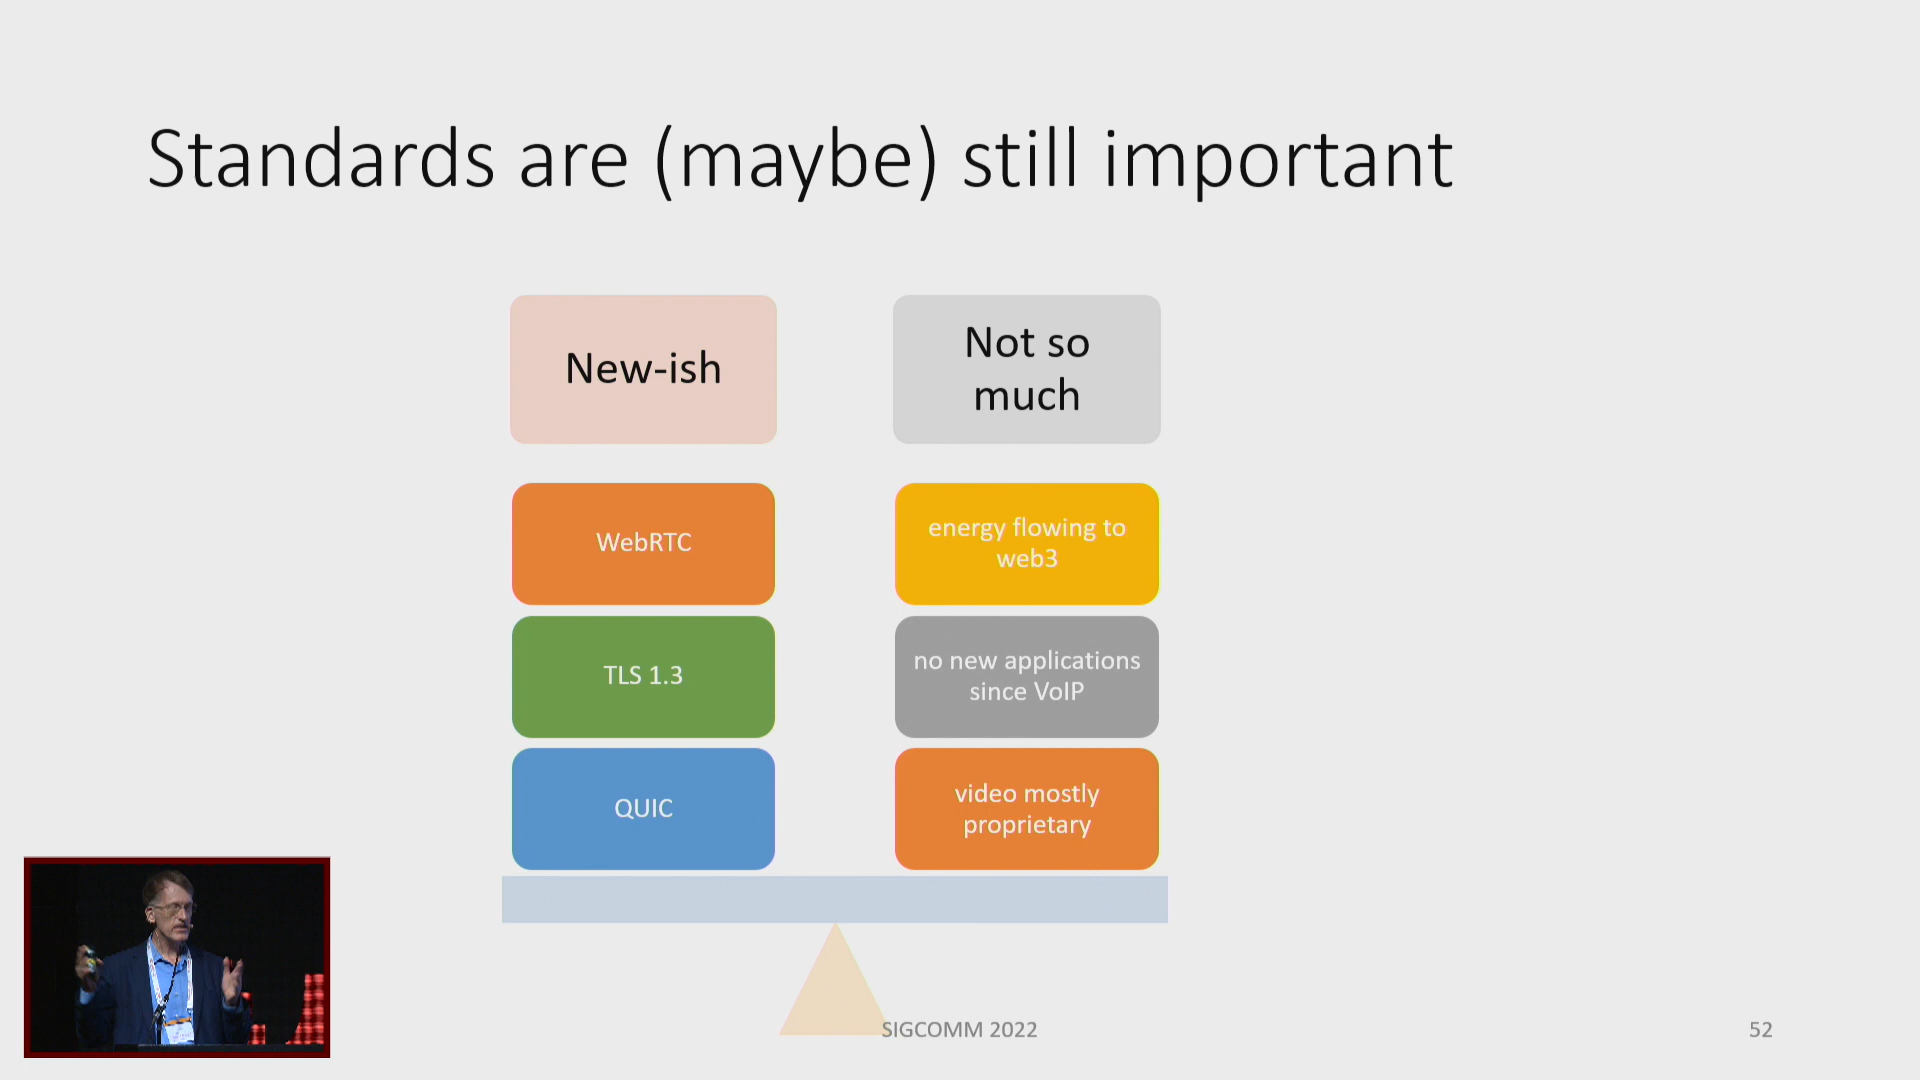 Standards are (maybe) still important
New-ish
Not so
much
WebRTC
energy flowing to
web3
TLS 1.3
no new applications
since VoIP
QUIC
video mostly
proprietary
SIGCOMM 2022
52